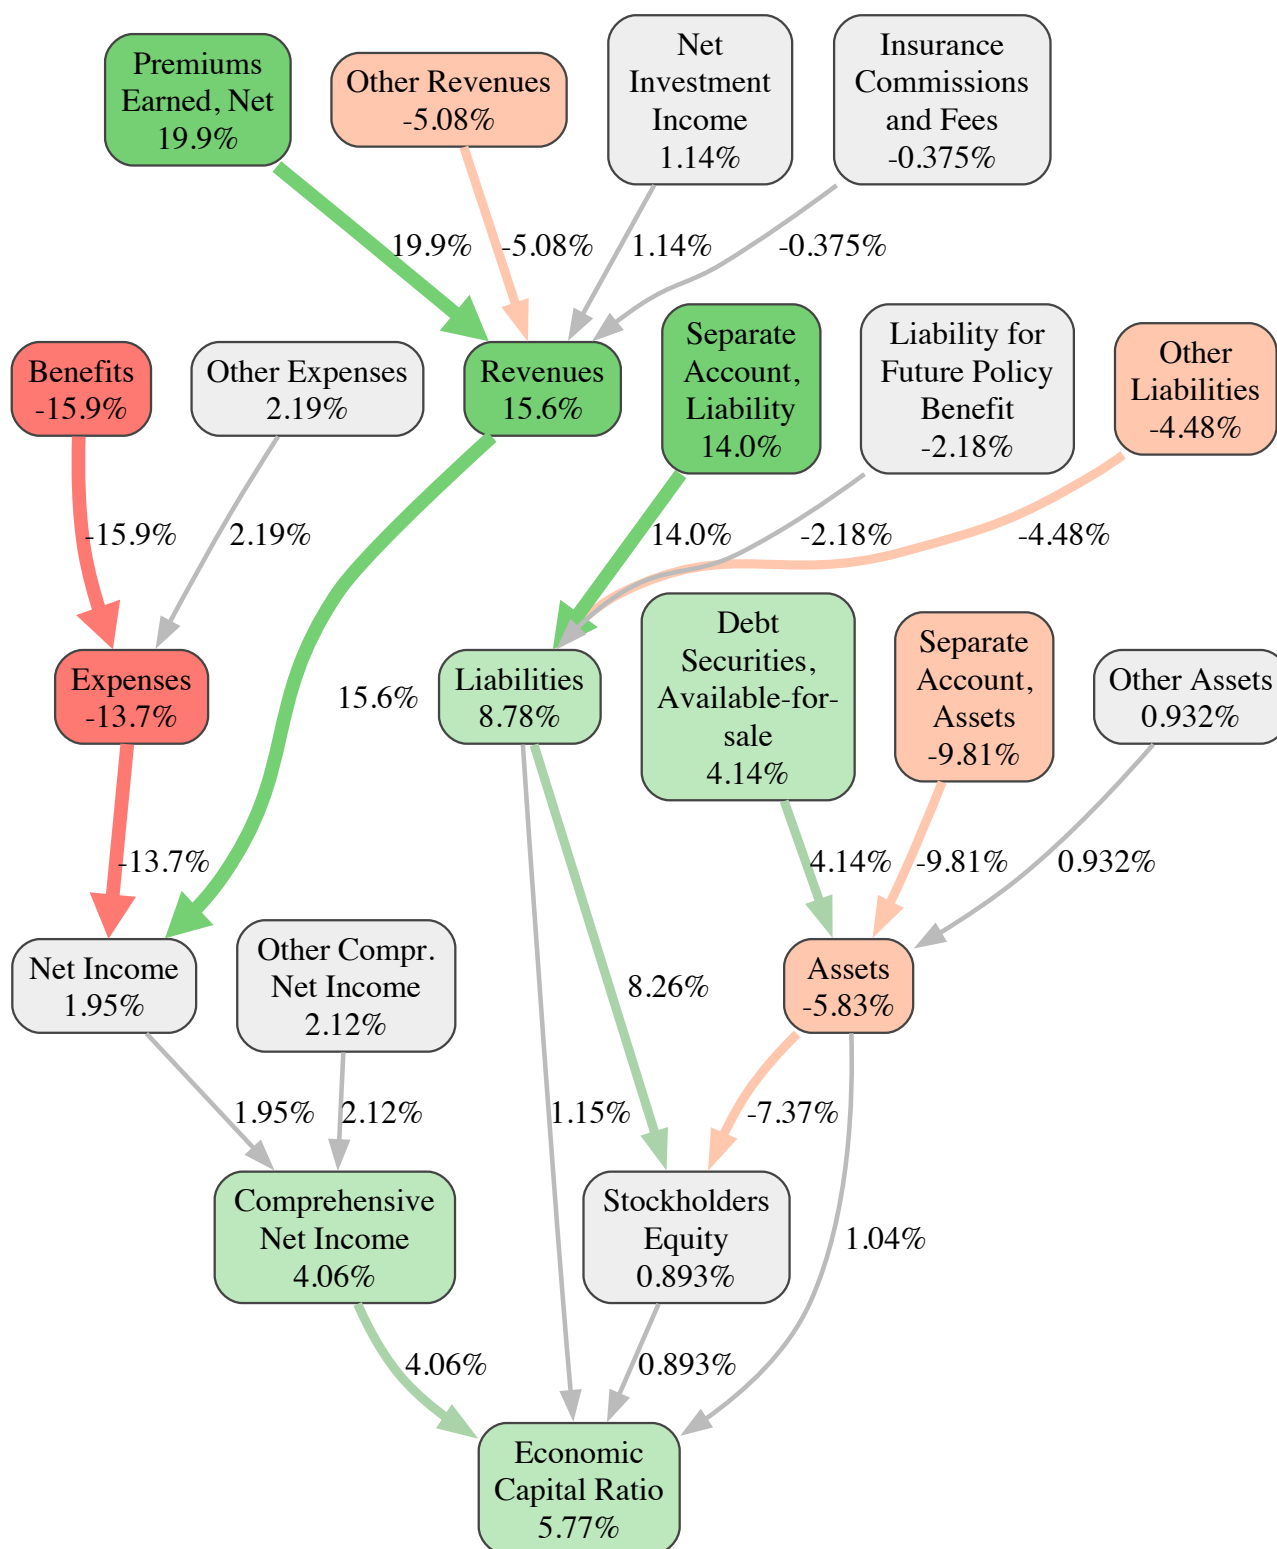 Premiums
Earned, Net
19.9%
Other Revenues
-5.08%
Net
Investment
Income
1.14%
Insurance
Commissions
and Fees
-0.375%
19.9%
-5.08%
1.14%
-0.375%
Benefits
-15.9%
Other Expenses
2.19%
Revenues
15.6%
Separate
Account,
Liability
14.0%
Liability for
Future Policy
Benefit
-2.18%
Other
Liabilities
-4.48%
-15.9%
2.19%
14.0%
-2.18%
-4.48%
Expenses
-13.7%
15.6%
Liabilities
8.78%
Debt
Securities,
Available-for-
sale
4.14%
Separate
Account,
Assets
-9.81%
Other Assets
0.932%
-13.7%
4.14%
-9.81%
0.932%
Net Income
1.95%
Other Compr.
Net Income
2.12%
8.26%
Assets
-5.83%
1.95%
2.12%
1.15%
-7.37%
Comprehensive
Net Income
4.06%
Stockholders
Equity
0.893%
1.04%
4.06%
0.893%
Economic
Capital Ratio
5.77%